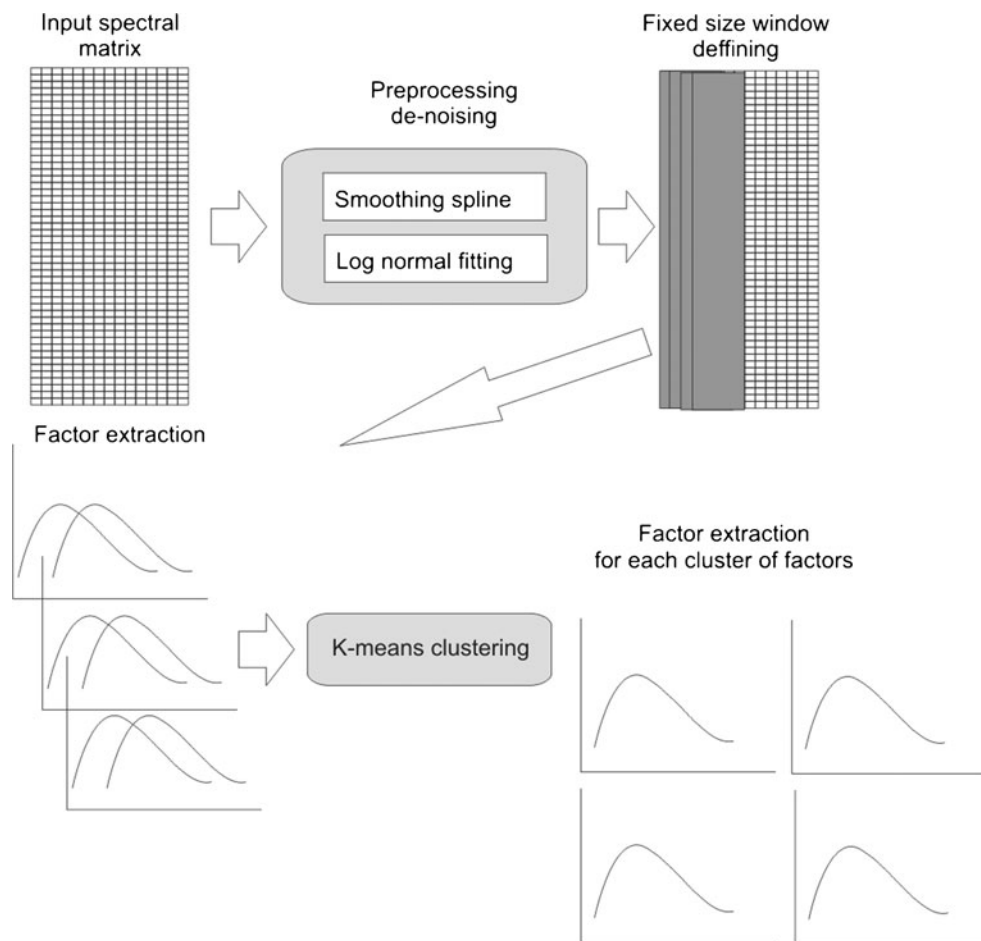 Input spectral
matrix
Preprocessing
de-noising
Smoothing spline
Log normal fitting
Fixed size window
deffining
Factor extraction
K-means clustering
Factor extraction
for each cluster of factors